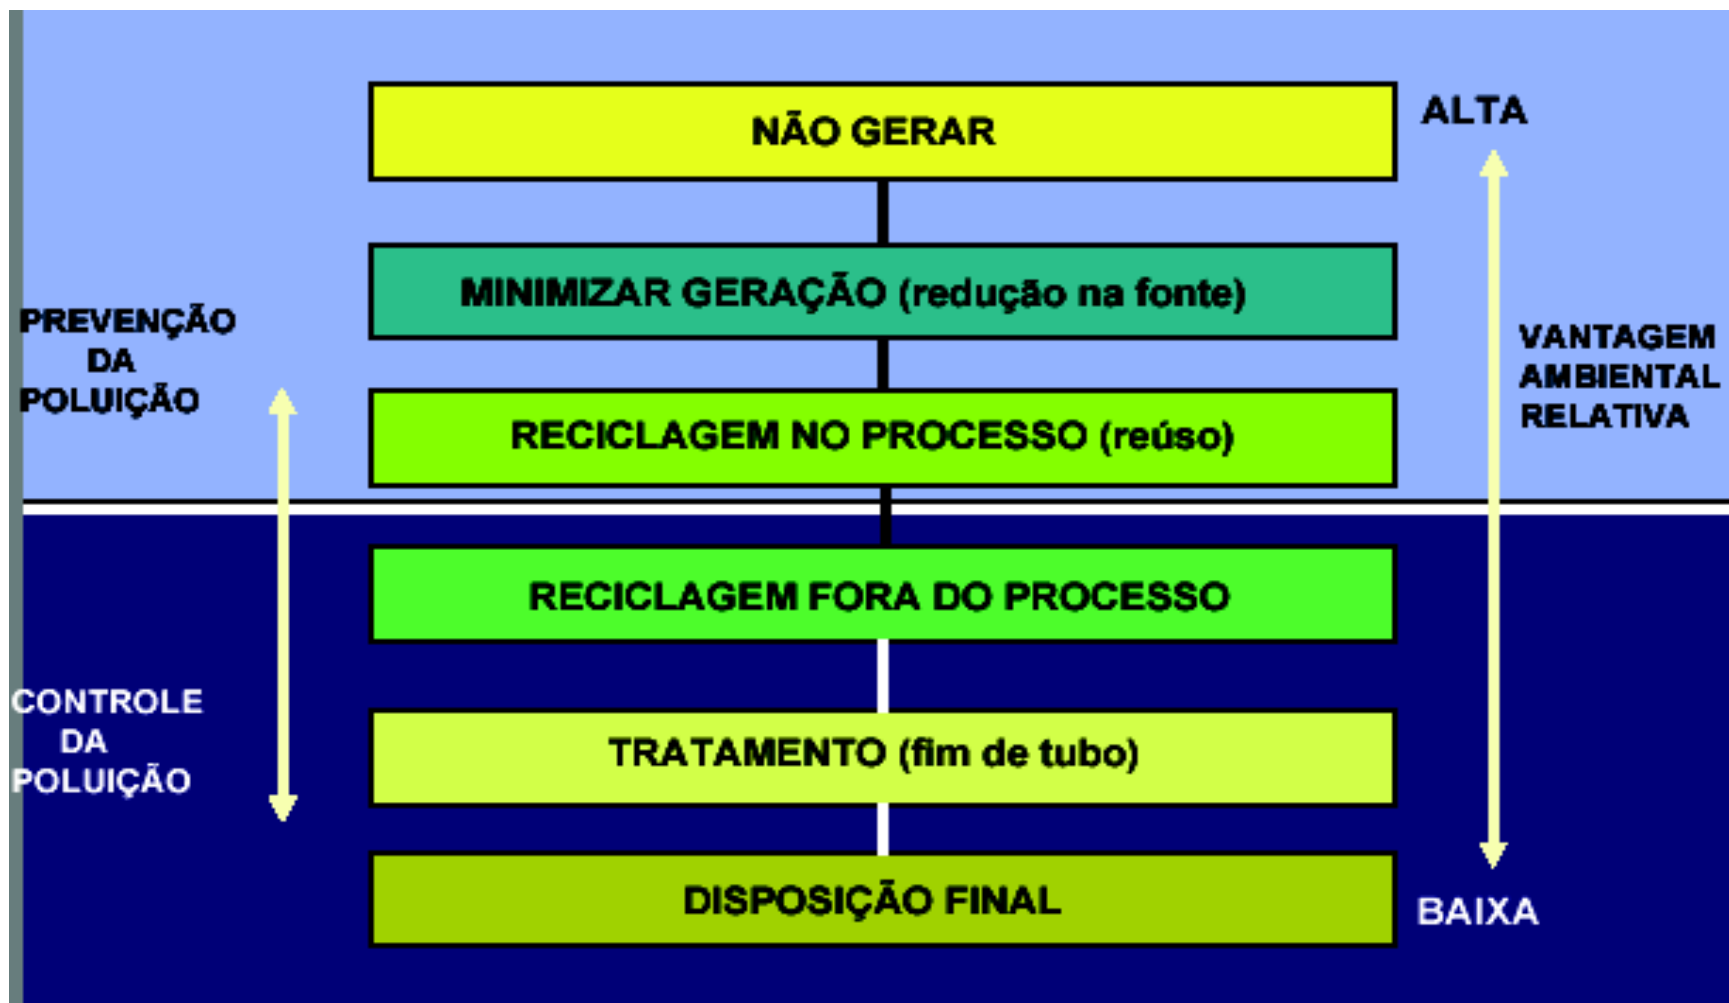 NÃO GERAR
ALTA
MINIMIZAR GERAÇÃO (redução na fonte)
PREVENÇÃO
DA
POLUIÇÃO
VANTAGEM
AMBIENTAL
RELATIVA
RECICLAGEM NO PROCESSO (reúso)
RECICLAGEM FORA DO PROCESSO
CONTROLE
DA
POLUIÇÃO
TRATAMENTO (fim de tubo)
DISPOSIÇÃO FINAL
BAIXA